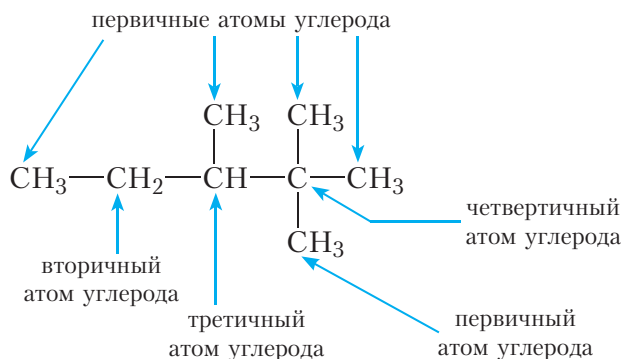 первичные атомы углерода
CH₃ CH₃
CH₃—CH₂—CH—C—CH₃
CH₃
четвертичный
атом углерода
вторичный
атом углерода
третичный
атом углерода
первичный
атом углерода